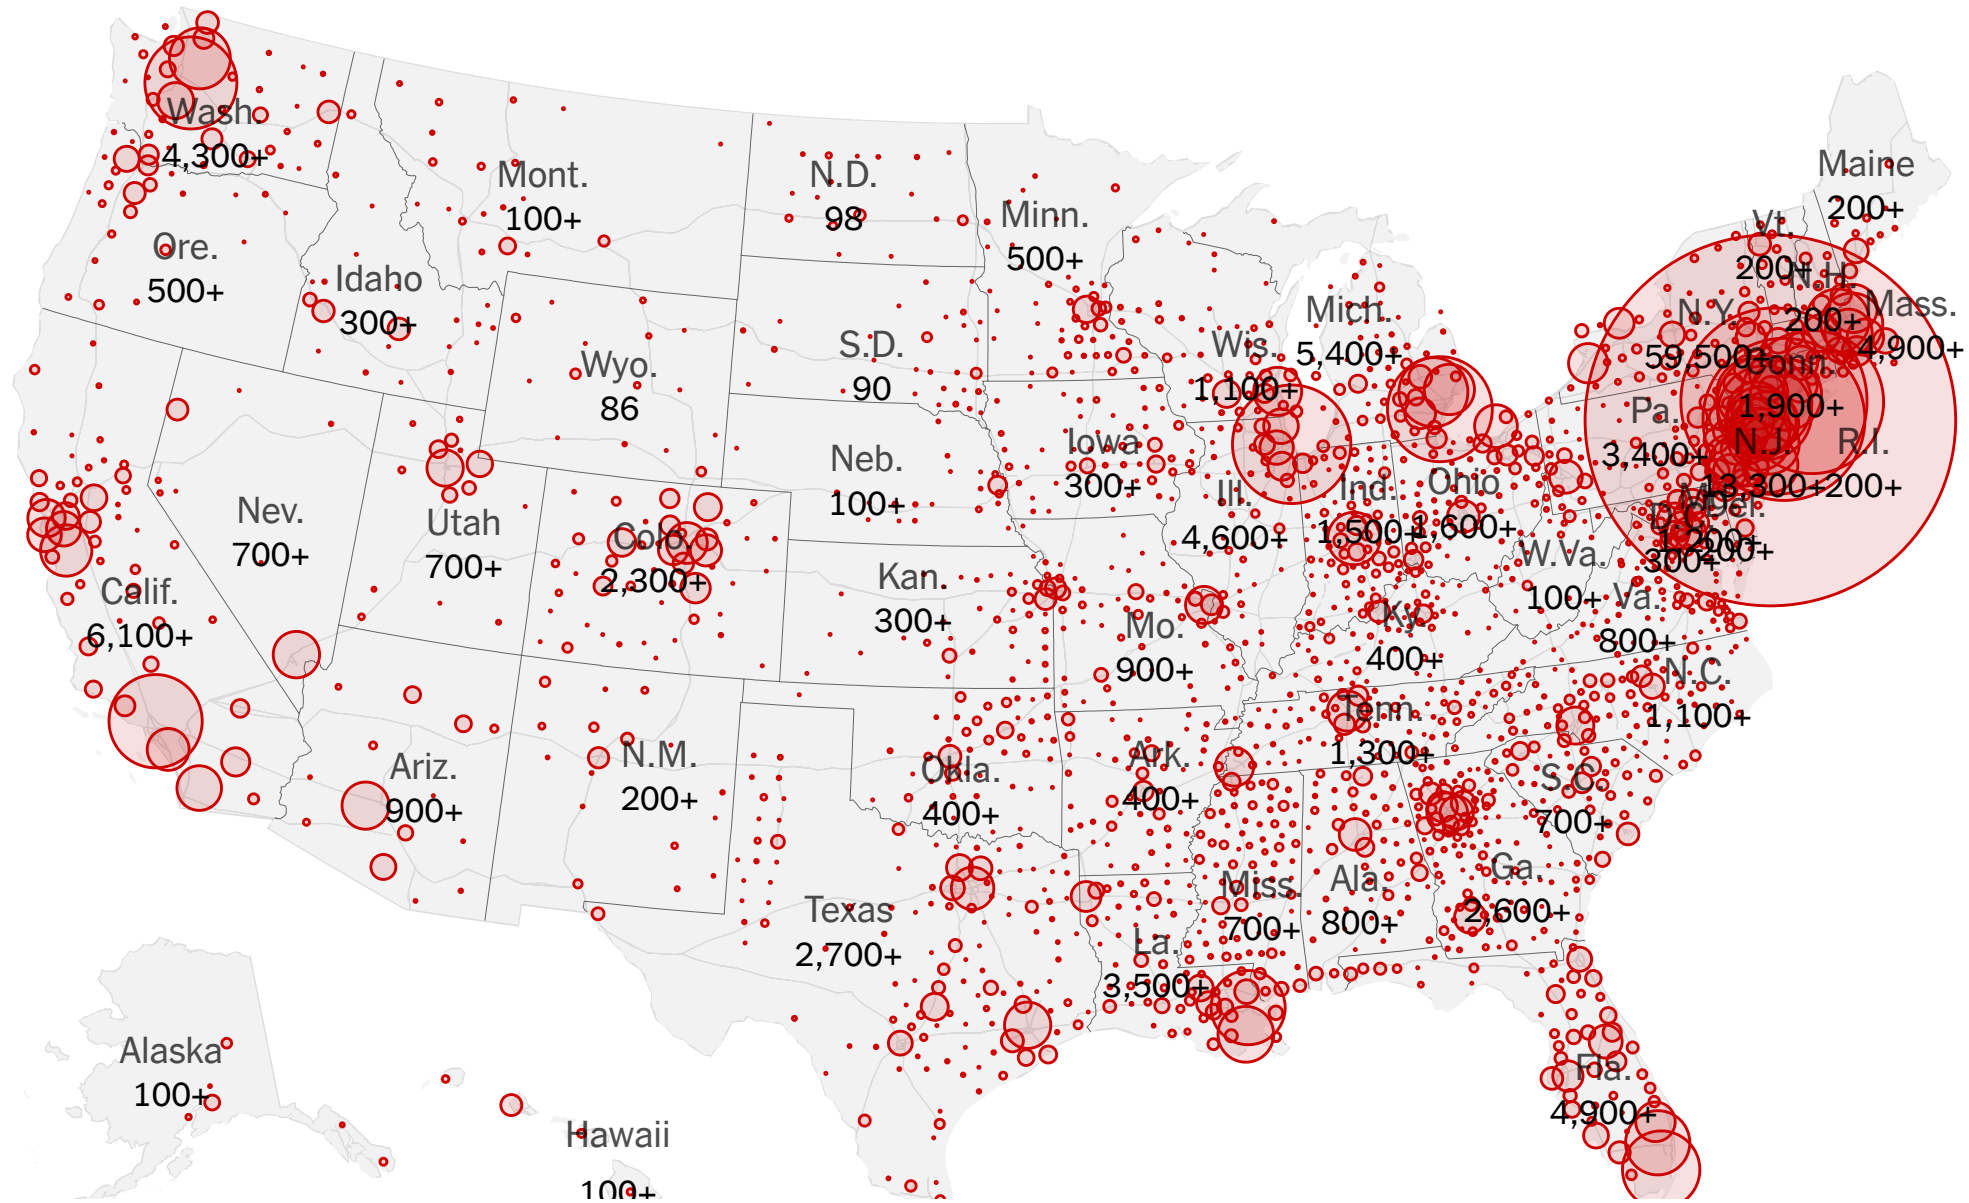 Wash.
4,300+
Ore.
500+
Idaho
300+
Mont.
100+
N.D.
98
Minn.
500+
Wyo.
86
S.D.
90
Wis.
1,100+
Mich.
5,400+
Maine
200+
Vt.
200+
N.H.
200+
N.Y.
59,500+
Mass.
4,900+
Conn.
1,900+
Pa.
3,400+
N.J.
13,300+
R.I.
200+
Calif.
6,100+
Nev.
700+
Utah
700+
Colo.
2,300+
Neb.
100+
Iowa
300+
Ill.
4,600+
Ind.
1,500+
Ohio
1,600+
Del.
200+
D.C.
300+
Kan.
300+
Mo.
900+
Ky.
400+
W.Va.
100+
Va.
800+
N.C.
1,100+
Ariz.
900+
N.M.
200+
Okla.
400+
Ark.
400+
Tenn.
1,300+
S.C.
700+
Texas
2,700+
La.
3,500+
Miss.
700+
Ala.
800+
Ga.
2,600+
Fla.
4,900+
Alaska
100+
Hawaii
100+